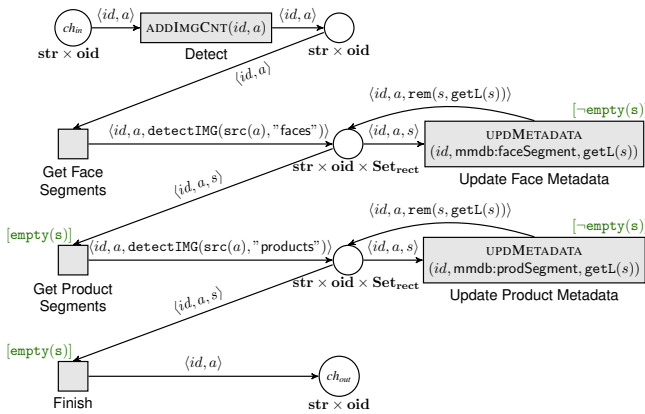 ⟨id, a⟩
⟨id, a⟩
ch_in
ADDIMGCNT(id, a)
str × oid
Detect
str × oid
⟨id, a⟩
⟨id, a, rem(s, getL(s))⟩
[¬empty(s)]
⟨id, a, detectIMG(src(a), "faces")⟩
⟨id, a, s⟩
UPDMETADATA
(id, mmdb:faceSegment, getL(s))
Get Face
Segments
str × oid × Set_rect
Update Face Metadata
⟨id, a, s⟩
⟨id, a, rem(s, getL(s))⟩
[¬empty(s)]
[empty(s)]
⟨id, a, detectIMG(src(a), "products")⟩
⟨id, a, s⟩
UPDMETADATA
(id, mmdb:prodSegment, getL(s))
Get Product
Segments
str × oid × Set_rect
Update Product Metadata
⟨id, a, s⟩
[empty(s)]
⟨id, a⟩
ch_out
Finish
str × oid